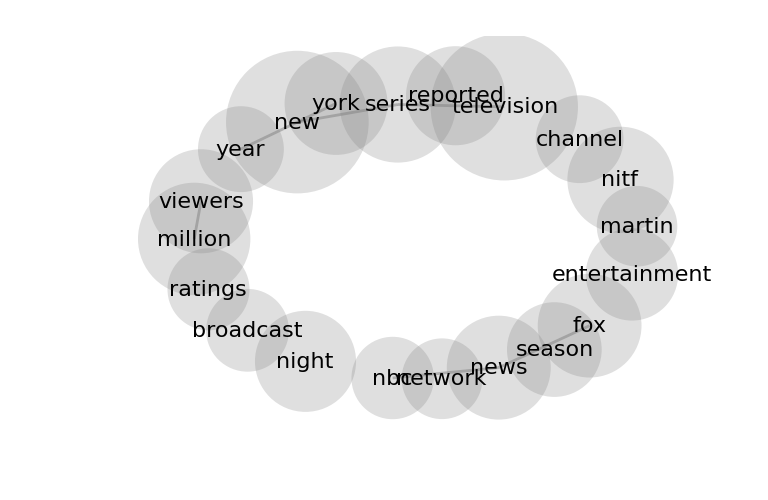 reported
york
series
television
new
channel
year
nitf
viewers
martin
million
entertainment
ratings
fox
broadcast
season
night
news
nbc
network